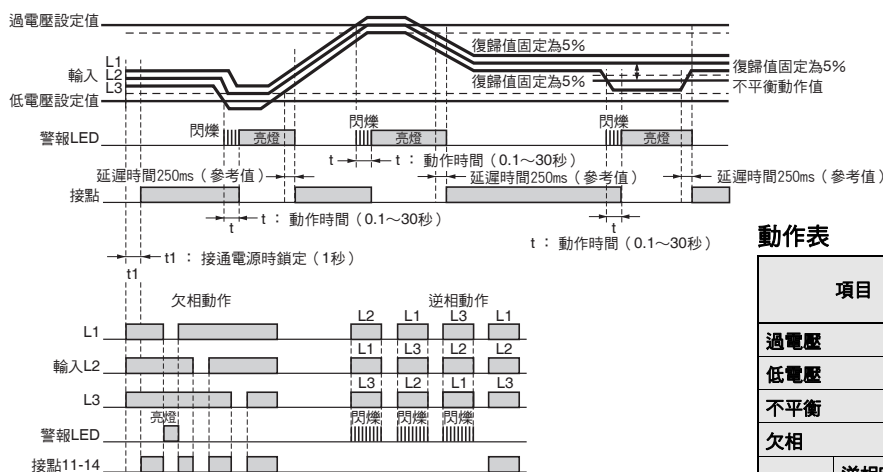 過電壓設定值
復歸值固定為5%
L1
輸入 L2
L3
復歸值固定為5%
復歸值固定為5%
不平衡動作值
低電壓設定值
閃爍
閃爍
閃爍
警報LED
亮燈
亮燈
亮燈
t
t : 動作時間(0.1~30秒)
延遲時間250ms(參考值)
延遲時間250ms(參考值)
延遲時間250ms(參考值)
接點
t : 動作時間(0.1~30秒)
t
t
t : 動作時間(0.1~30秒)
t1 : 接通電源時鎖定(1秒)
t1
動作表
項目
過電壓
低電壓
不平衡
欠相
欠相動作
逆相動作
L2 L1 L3 L1
L1
L1 L3 L2 L2
輸入L2
L3 L2 L1 L3
L3
亮燈
閃爍 閃爍 閃爍
警報LED
接點11-14